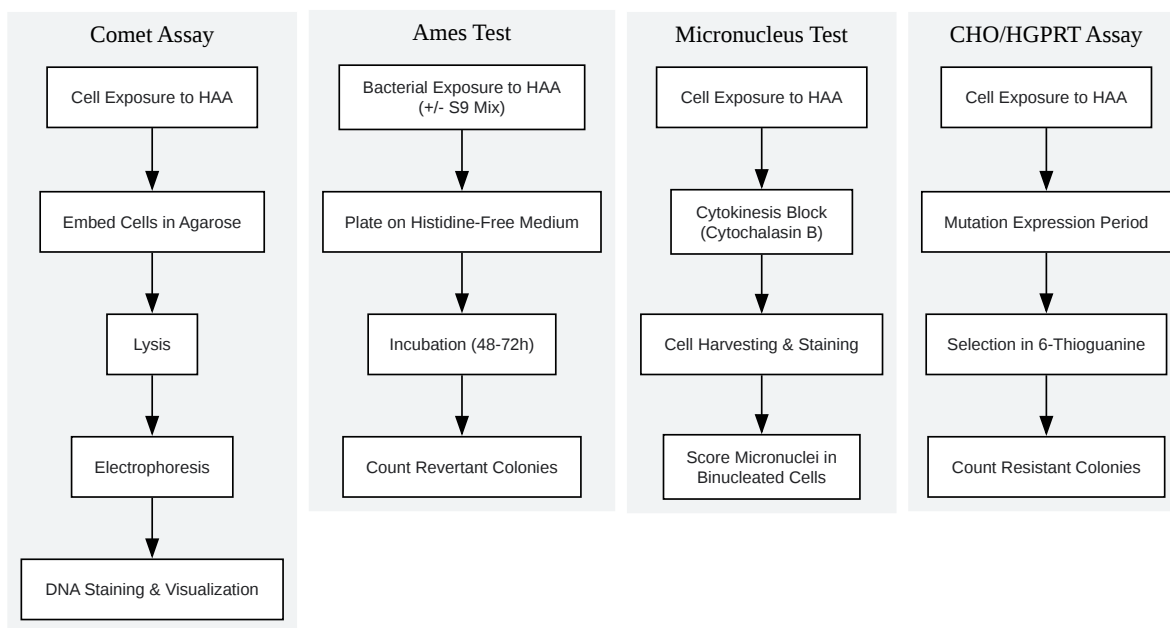 Comet Assay
Cell Exposure to HAA
Embed Cells in Agarose
Lysis
Electrophoresis
DNA Staining & Visualization
Ames Test
Bacterial Exposure to HAA
(+/- S9 Mix)
Plate on Histidine-Free Medium
Incubation (48-72h)
Count Revertant Colonies
Micronucleus Test
Cell Exposure to HAA
Cytokinesis Block
(Cytochalasin B)
Cell Harvesting & Staining
Score Micronuclei in
Binucleated Cells
CHO/HGPRT Assay
Cell Exposure to HAA
Mutation Expression Period
Selection in 6-Thioguanine
Count Resistant Colonies